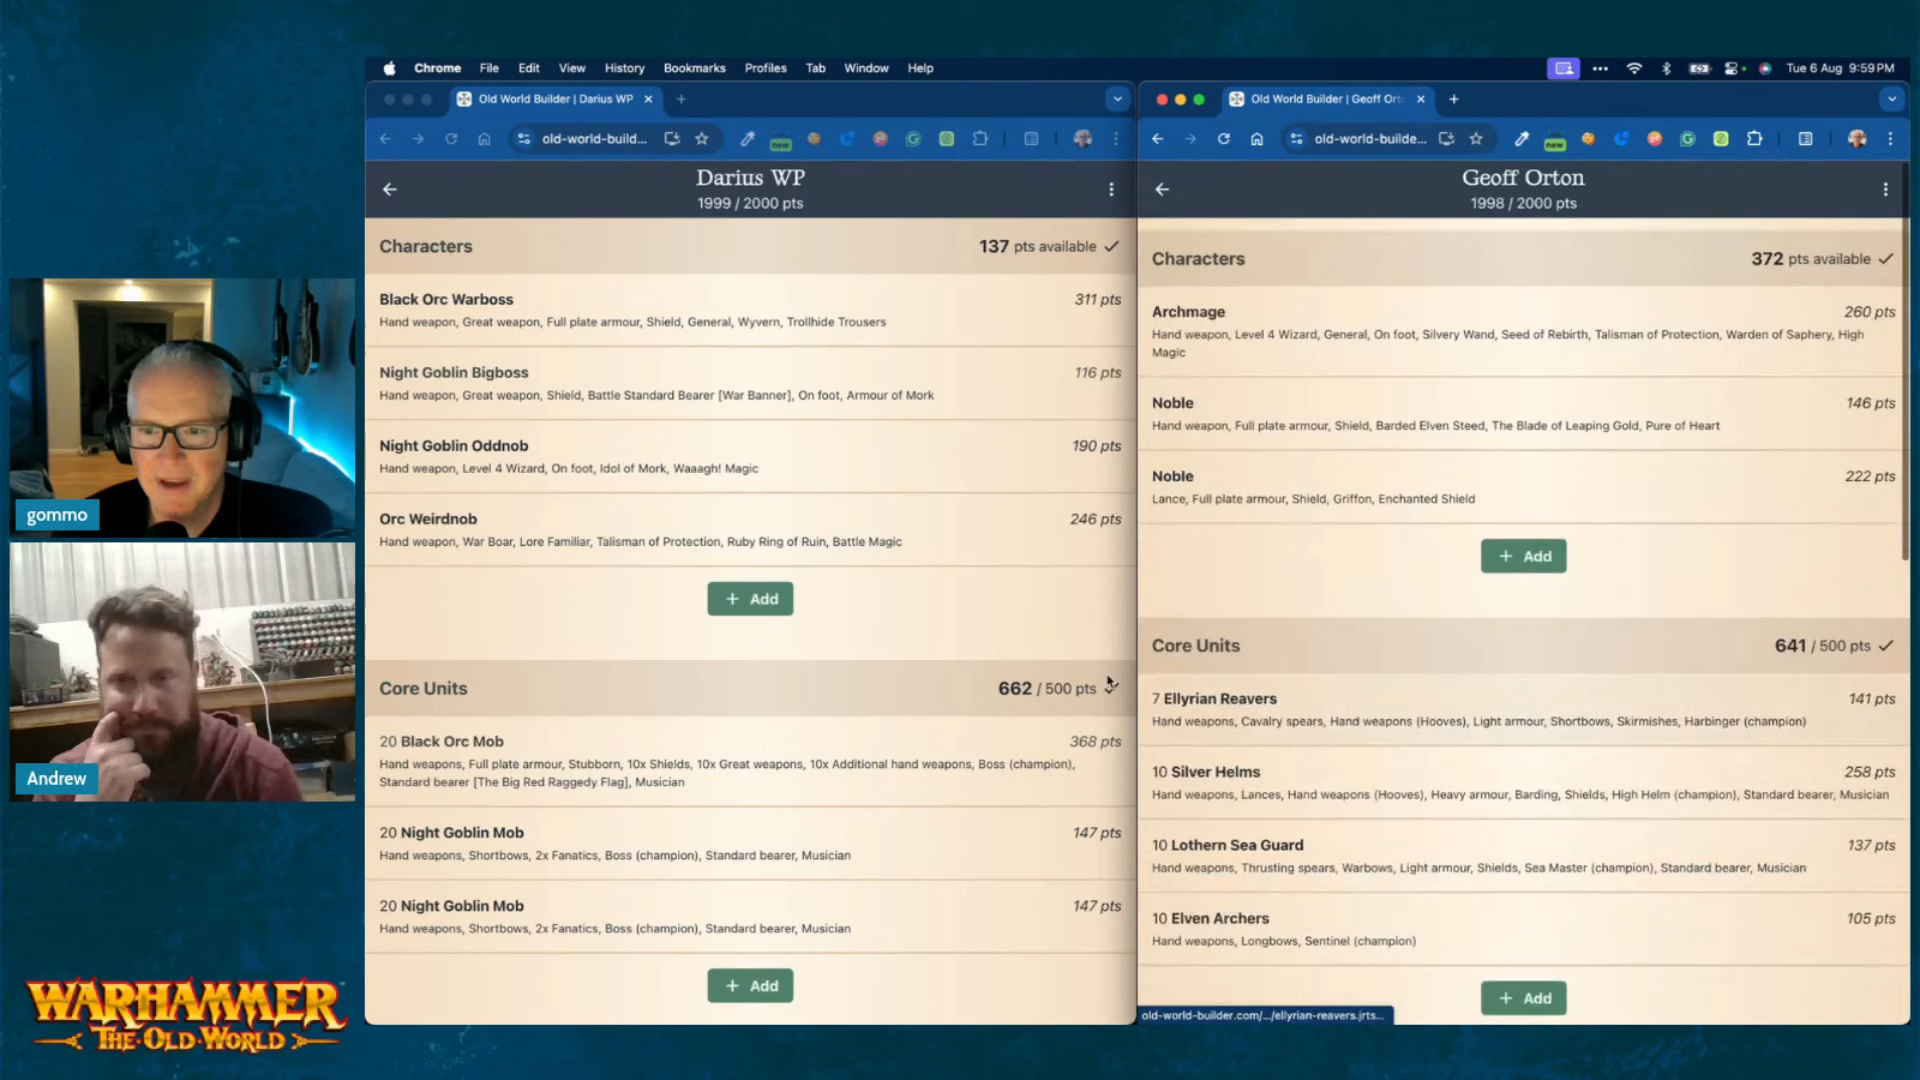 Chrome File Edit View History Bookmarks Profiles Tab Window Help
Tue 6 Aug 9:59 PM
Old World Builder | Darius WP
old-world-build...
new
Darius WP
1999 / 2000 pts
Characters
137 pts available
Black Orc Warboss
311 pts
Hand weapon, Great weapon, Full plate armour, Shield, General, Wyvern, Trollhide Trousers
Night Goblin Bigboss
116 pts
Hand weapon, Great weapon, Shield, Battle Standard Bearer [War Banner], On foot, Armour of Mork
Night Goblin Oddnob
190 pts
Hand weapon, Level 4 Wizard, On foot, Idol of Mork, Waaagh! Magic
Orc Weirdnob
246 pts
Hand weapon, War Boar, Lore Familiar, Talisman of Protection, Ruby Ring of Ruin, Battle Magic
+ Add
Core Units
662 / 500 pts
20 Black Orc Mob
368 pts
Hand weapons, Full plate armour, Stubborn, 10x Shields, 10x Great weapons, 10x Additional hand weapons, Boss (champion),
Standard bearer [The Big Red Raggedy Flag], Musician
20 Night Goblin Mob
147 pts
Hand weapons, Shortbows, 2x Fanatics, Boss (champion), Standard bearer, Musician
20 Night Goblin Mob
147 pts
Hand weapons, Shortbows, 2x Fanatics, Boss (champion), Standard bearer, Musician
+ Add
Old World Builder | Geoff Ort
old-world-builde...
new
Geoff Orton
1998 / 2000 pts
Characters
372 pts available
Archmage
260 pts
Hand weapon, Level 4 Wizard, General, On foot, Silvery Wand, Seed of Rebirth, Talisman of Protection, Warden of Saphery, High
Magic
Noble
146 pts
Hand weapon, Full plate armour, Shield, Barded Elven Steed, The Blade of Leaping Gold, Pure of Heart
Noble
222 pts
Lance, Full plate armour, Shield, Griffon, Enchanted Shield
+ Add
Core Units
641 / 500 pts
7 Ellyrian Reavers
141 pts
Hand weapons, Cavalry spears, Hand weapons (Hooves), Light armour, Shortbows, Skirmishes, Harbinger (champion)
10 Silver Helms
258 pts
Hand weapons, Lances, Hand weapons (Hooves), Heavy armour, Barding, Shields, High Helm (champion), Standard bearer, Musician
10 Lothern Sea Guard
137 pts
Hand weapons, Thrusting spears, Warbows, Light armour, Shields, Sea Master (champion), Standard bearer, Musician
10 Elven Archers
105 pts
Hand weapons, Longbows, Sentinel (champion)
+ Add
old-world-builder.com/.../ellyrian-reavers.jrts...
gommo
Andrew
WARHAMMER
THE·OLD·WORLD